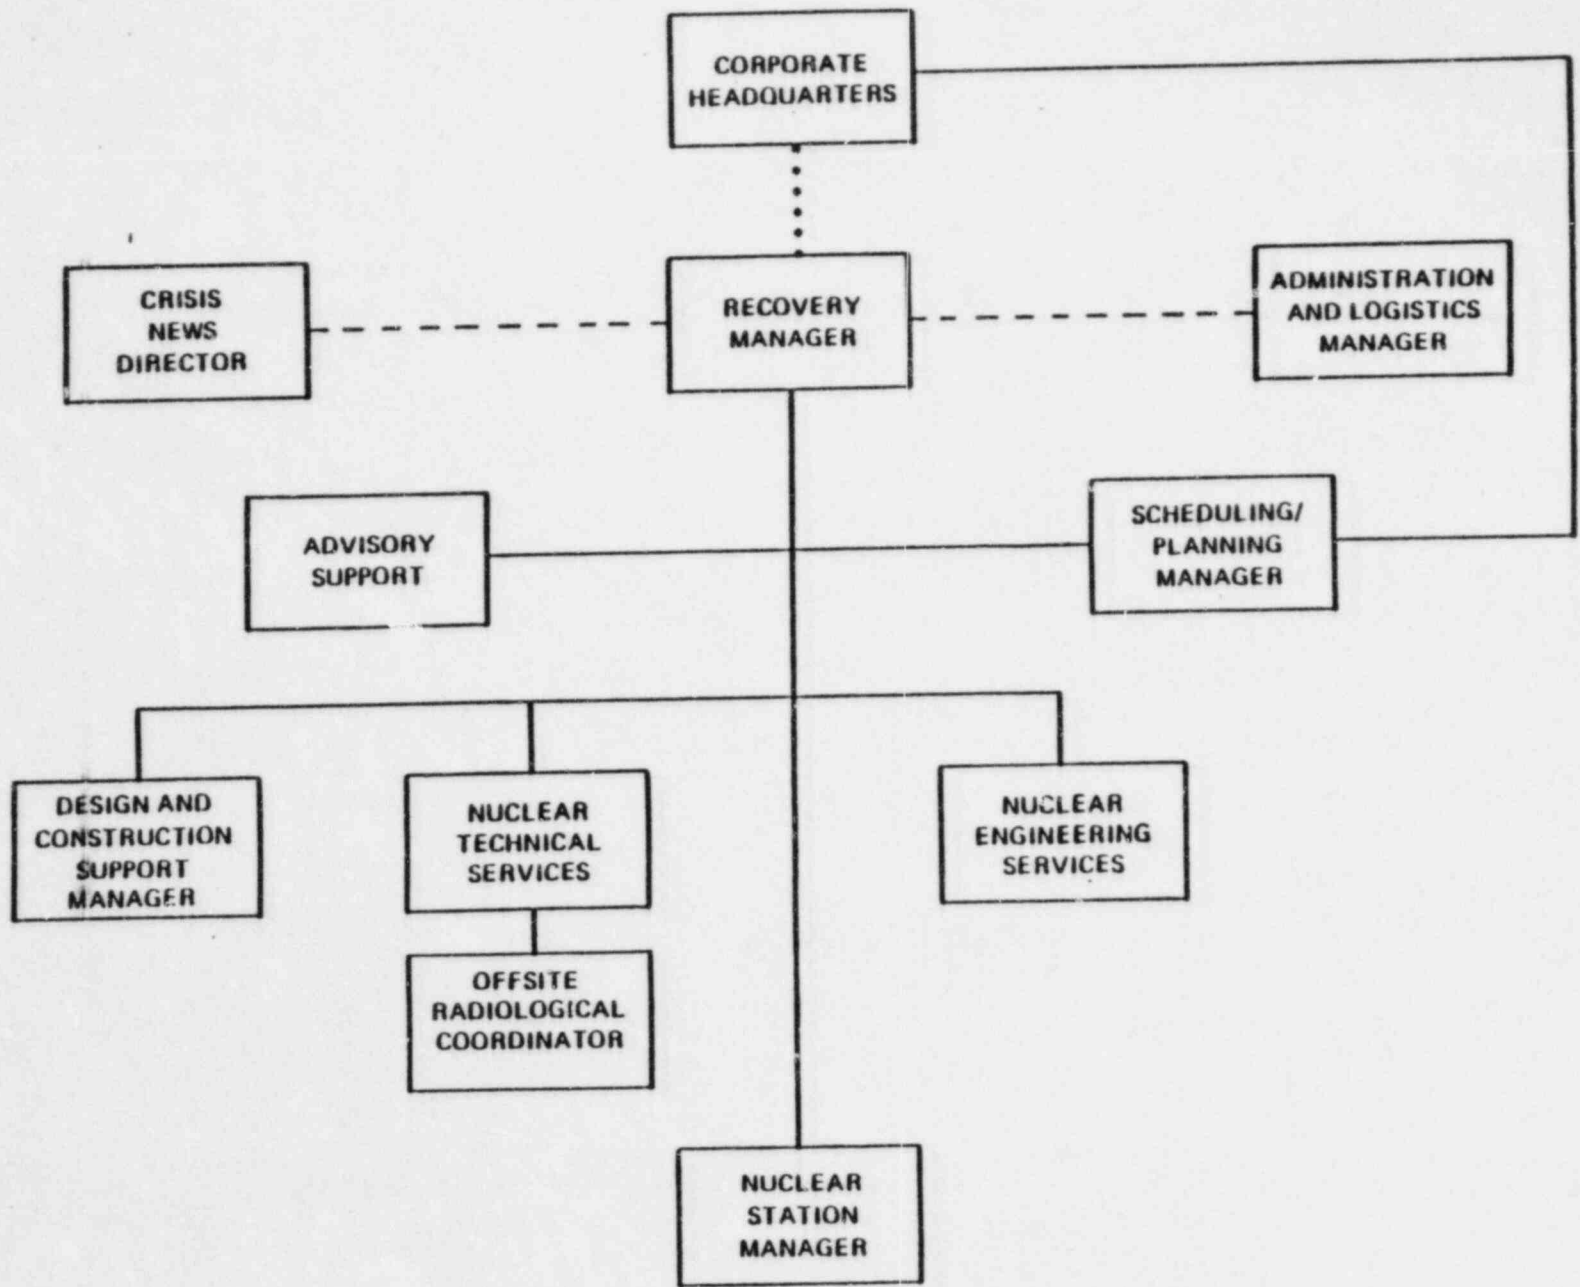 CORPORATE
HEADQUARTERS
CRISIS
NEWS
DIRECTOR
RECOVERY
MANAGER
ADMINISTRATION
AND LOGISTICS
MANAGER
ADVISORY
SUPPORT
SCHEDULING/
PLANNING
MANAGER
DESIGN AND
CONSTRUCTION
SUPPORT
MANAGER
NUCLEAR
TECHNICAL
SERVICES
NUCLEAR
ENGINEERING
SERVICES
OFFSITE
RADIOLOGICAL
COORDINATOR
NUCLEAR
STATION
MANAGER